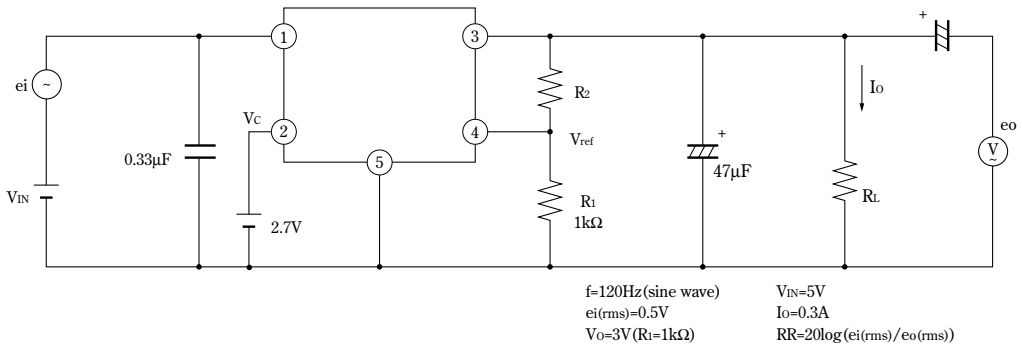 +
1
3
ei
~
R2
Io
VC
eo
2
4
Vref
+
V
~
0.33μF
5
47μF
VIN
R1
RL
2.7V
1kΩ
f=120Hz(sine wave)
VIN=5V
ei(rms)=0.5V
Io=0.3A
Vo=3V(R1=1kΩ)
RR=20log(ei(rms)/eo(rms))